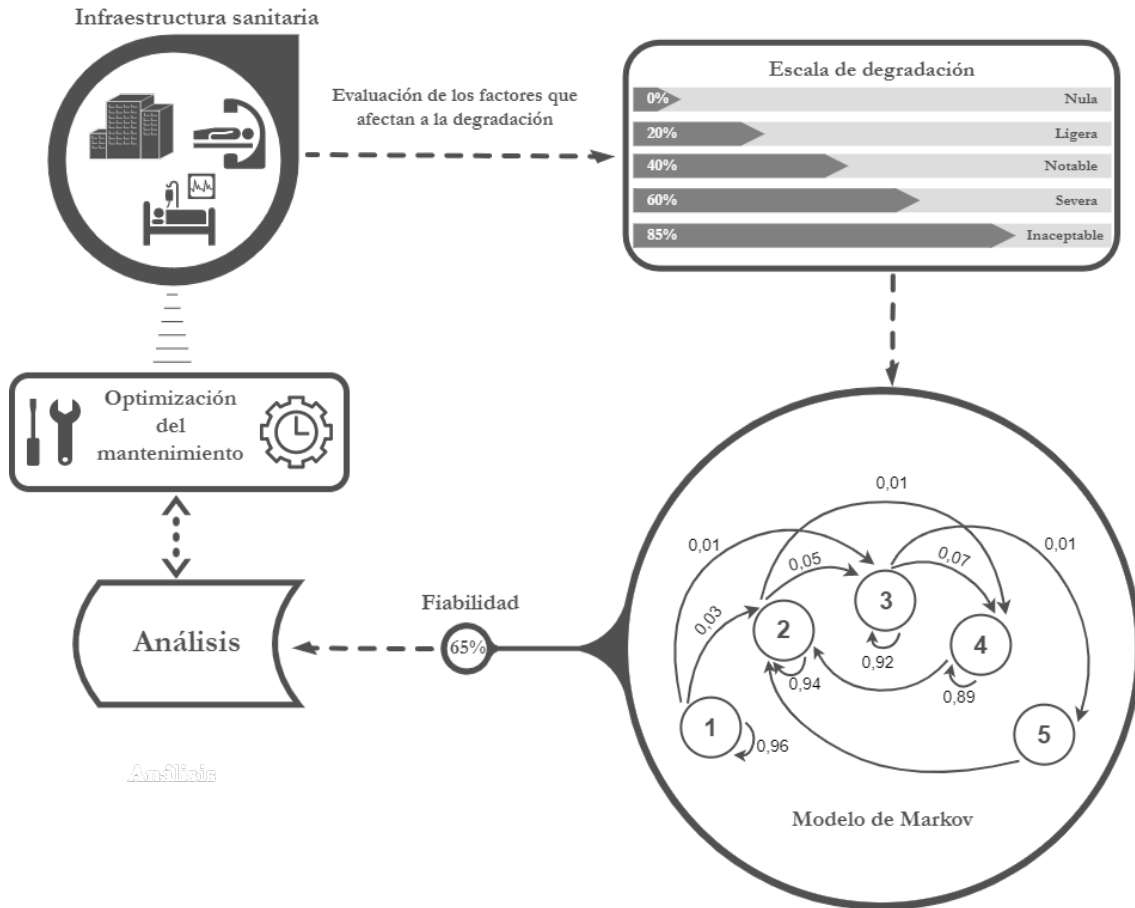 Infraestructura sanitaria
Evaluación de los factores que
afectan a la degradación
Escala de degradación
0% Nula
20% Ligera
40% Notable
60% Severa
85% Inaceptable
Optimización
del
mantenimiento
Análisis
Fiabilidad
65%
0,01
0,01
0,05
0,07
0,01
0,03
3
2
4
0,92
0,94
0,89
1
5
0,96
Modelo de Markov
Análisis